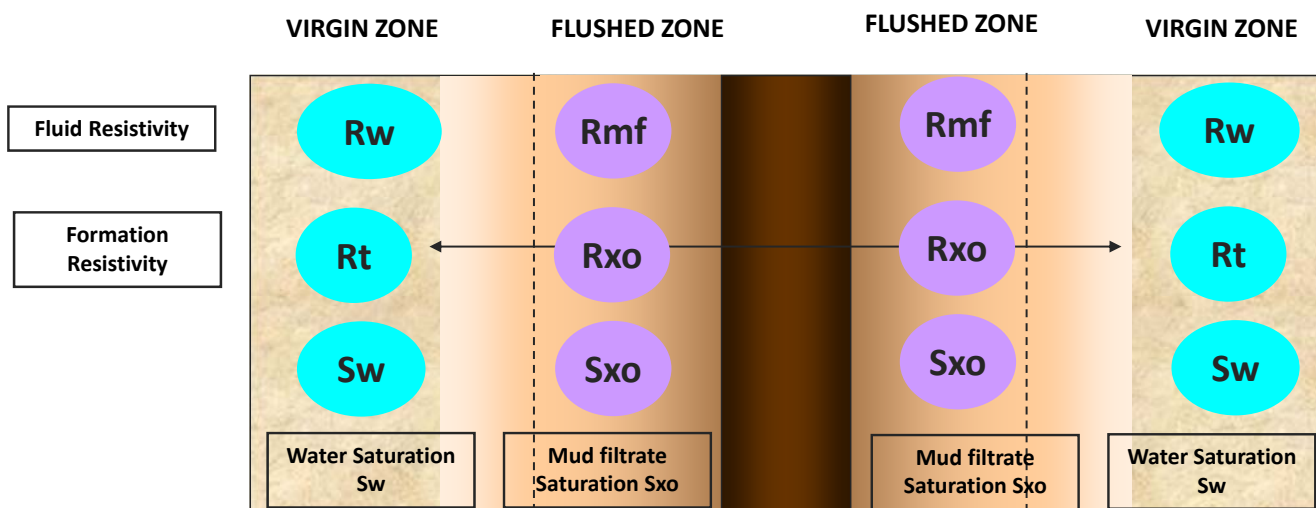 VIRGIN ZONE
FLUSHED ZONE
FLUSHED ZONE
VIRGIN ZONE
Fluid Resistivity
Rw
Rmf
Rmf
Rw
Formation
Resistivity
Rt
Rxo
Rxo
Rt
Sw
Sxo
Sxo
Sw
Water Saturation
Sw
Mud filtrate
Saturation Sxo
Mud filtrate
Saturation Sxo
Water Saturation
Sw